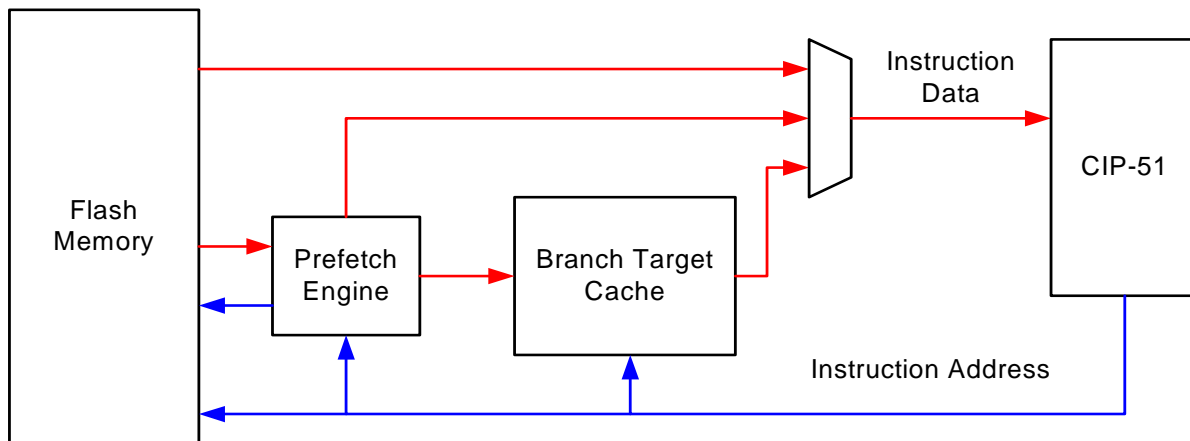 Instruction
Data
CIP-51
Flash
Memory
Prefetch
Engine
Branch Target
Cache
Instruction Address